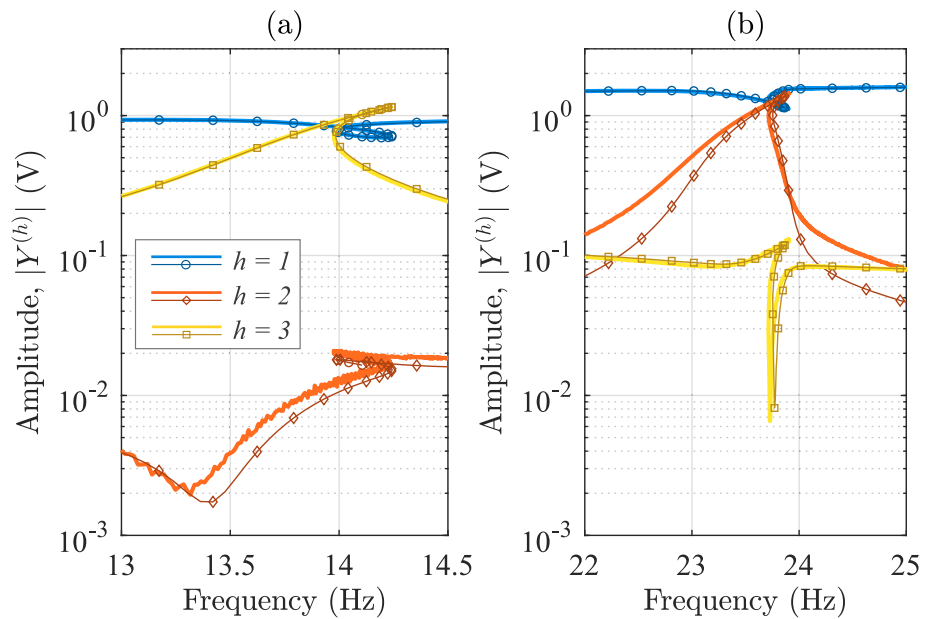 (a)
Amplitude, |Y^{(h)}| (V)
10^0
10^{-1}
10^{-2}
10^{-3}
h = 1
h = 2
h = 3
13
13.5
14
14.5
Frequency (Hz)
(b)
Amplitude, |Y^{(h)}| (V)
10^0
10^{-1}
10^{-2}
10^{-3}
22
23
24
25
Frequency (Hz)